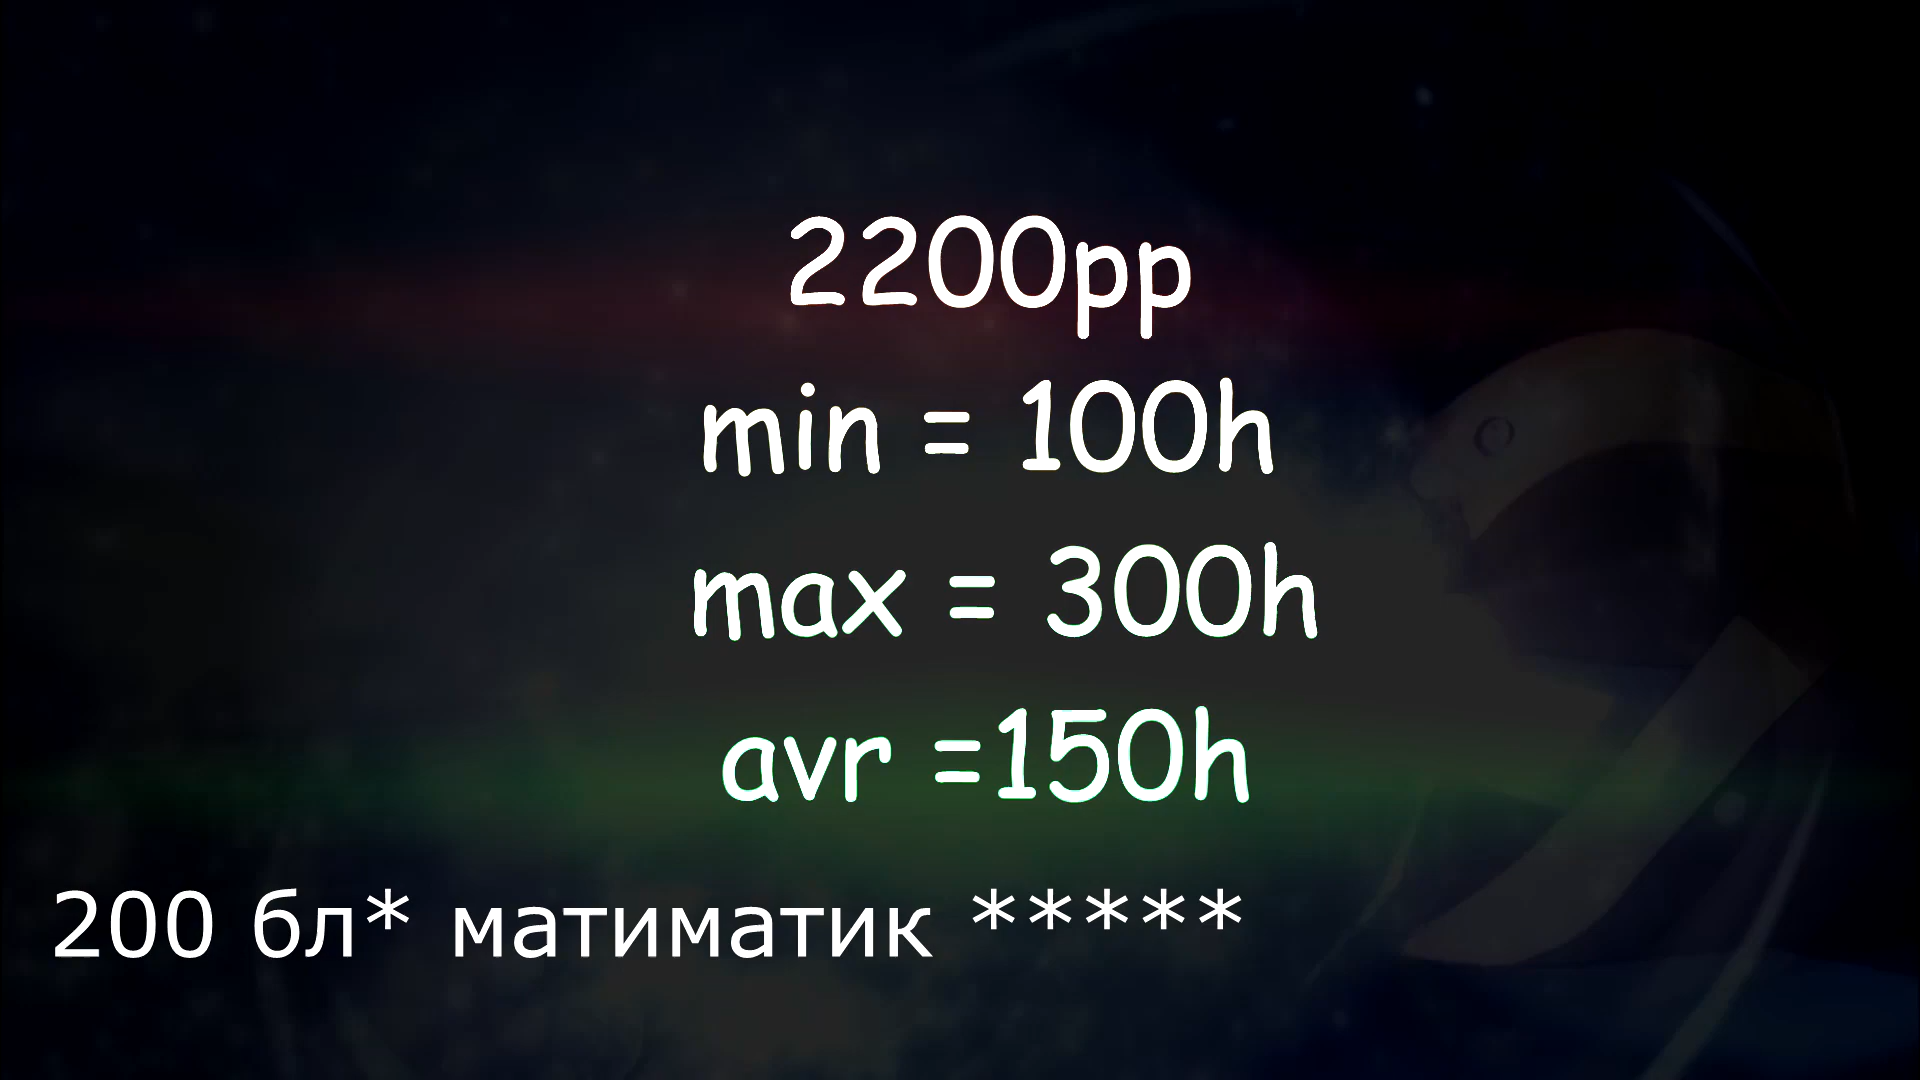 2200pp
min = 100h
max = 300h
avr =150h
200 бл* матиматик *****